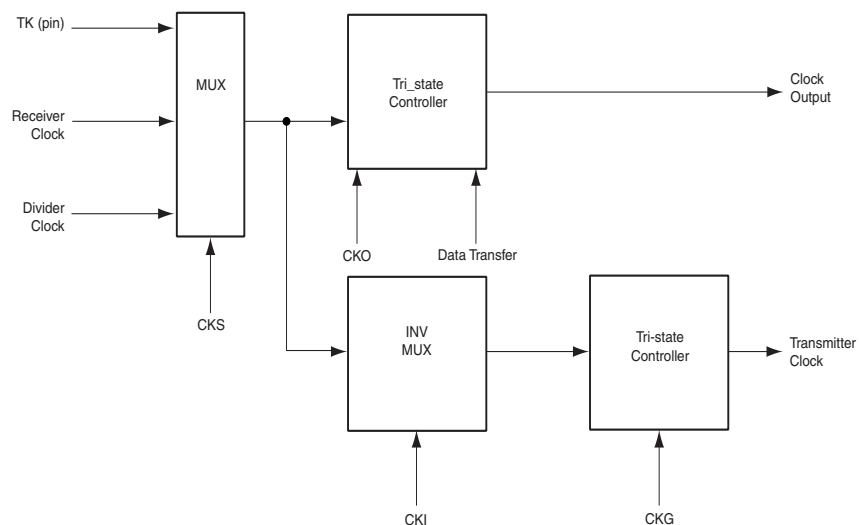 TK (pin)
MUX
Tri_state
Controller
Clock
Output
Receiver
Clock
Divider
Clock
CKO
Data Transfer
CKS
INV
MUX
Tri-state
Controller
Transmitter
Clock
CKI
CKG